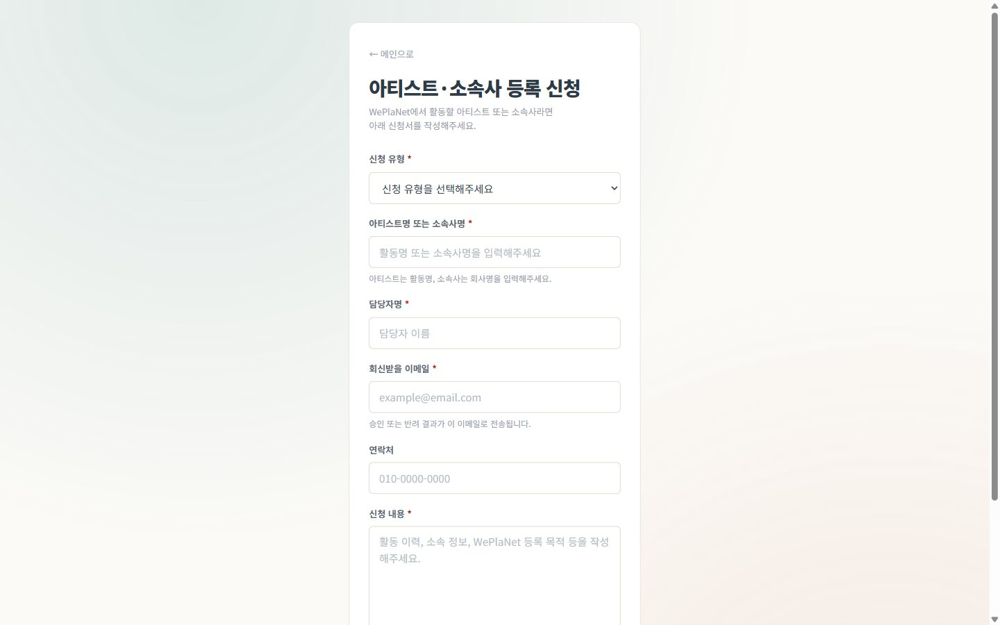 ← 메인으로
아티스트·소속사 등록 신청
WePlaNet에서 활동할 아티스트 또는 소속사라면
아래 신청서를 작성해주세요.
신청 유형 *
신청 유형을 선택해주세요
아티스트명 또는 소속사명 *
활동명 또는 소속사명을 입력해주세요
아티스트는 활동명, 소속사는 회사명을 입력해주세요.
담당자명 *
담당자 이름
회신받을 이메일 *
example@email.com
승인 또는 반려 결과가 이 이메일로 전송됩니다.
연락처
010-0000-0000
신청 내용 *
활동 이력, 소속 정보, WePlaNet 등록 목적 등을 작성
해주세요.